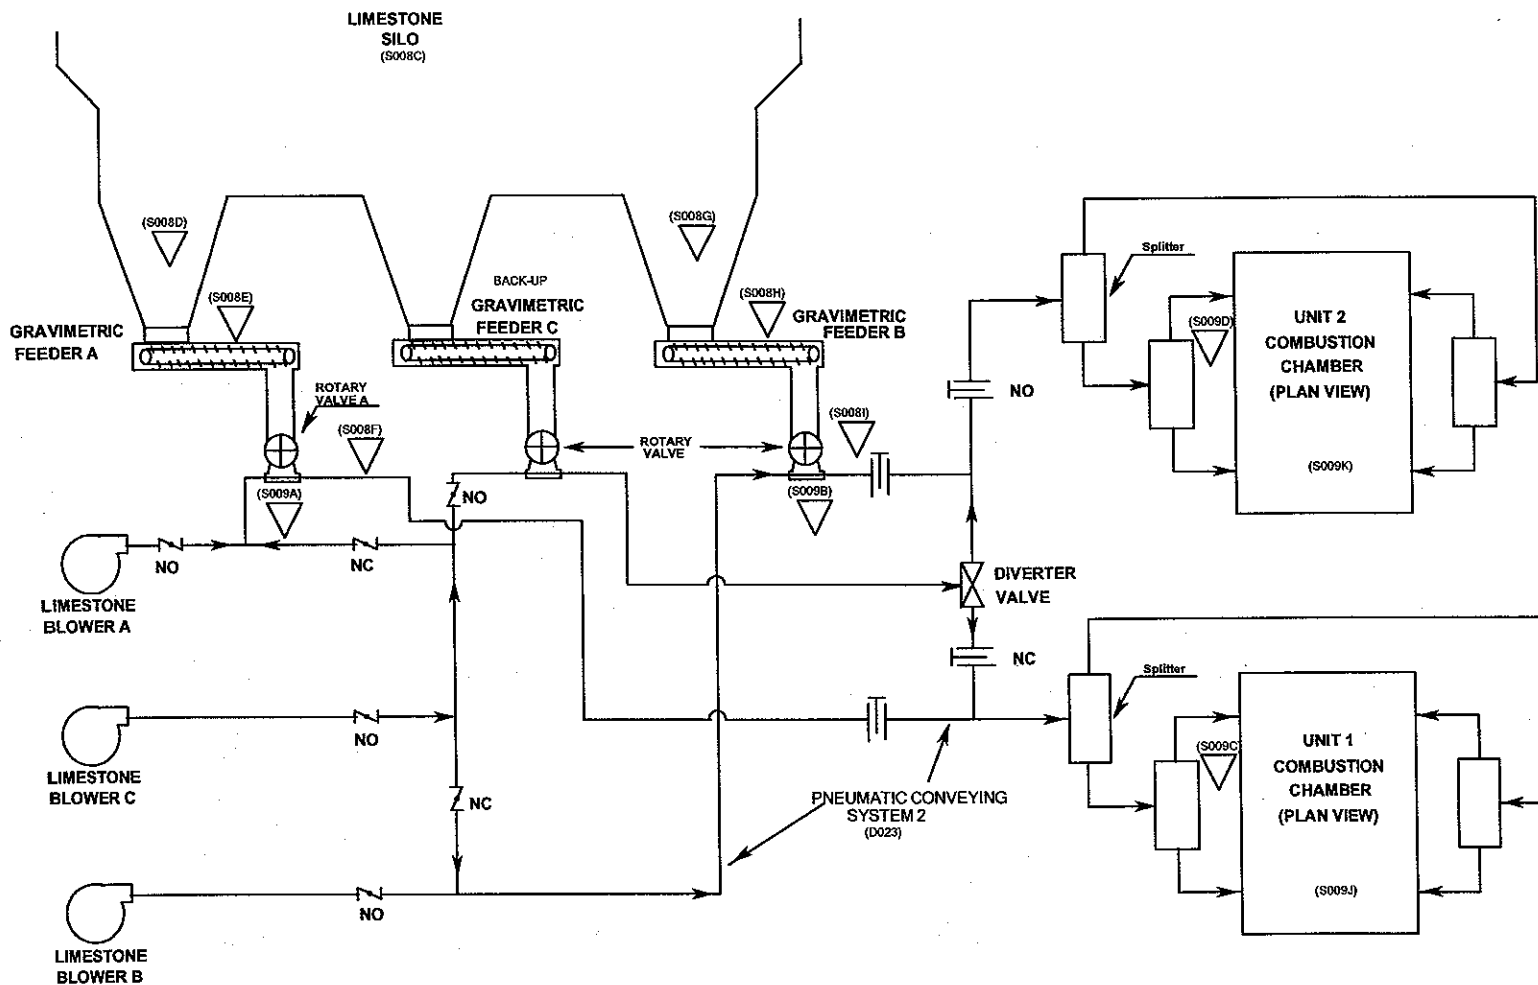 LIMESTONE
SILO
(S008C)
(S008D)
(S008G)
(S008E)
BACK-UP
GRAVIMETRIC
FEEDER C
(S008H)
GRAVIMETRIC
FEEDER A
GRAVIMETRIC
FEEDER B
ROTARY
VALVE A
(S008F)
ROTARY
VALVE
(S008I)
(S009A)
(S009B)
NO
NO
NO
NC
LIMESTONE
BLOWER A
DIVERTER
VALVE
NC
Splitter
(S009D)
UNIT 2
COMBUSTION
CHAMBER
(PLAN VIEW)
(S009K)
LIMESTONE
BLOWER C
NO
NC
PNEUMATIC CONVEYING
SYSTEM 2
(D023)
Splitter
(S009C)
UNIT 1
COMBUSTION
CHAMBER
(PLAN VIEW)
(S009J)
NO
LIMESTONE
BLOWER B